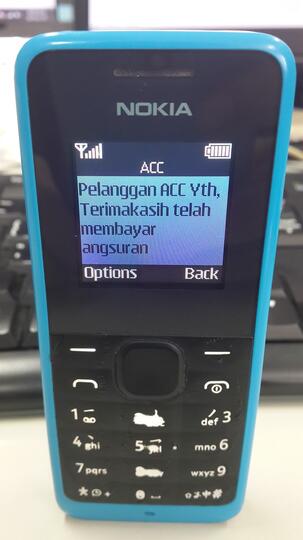 NOKIA
ACC
Pelanggan ACC Yth,
Terimakasih telah
membayar
angsuran
Options Back
1 def 3
4 ghi 5 mno 6
7 pqrs wxyz 9
* +